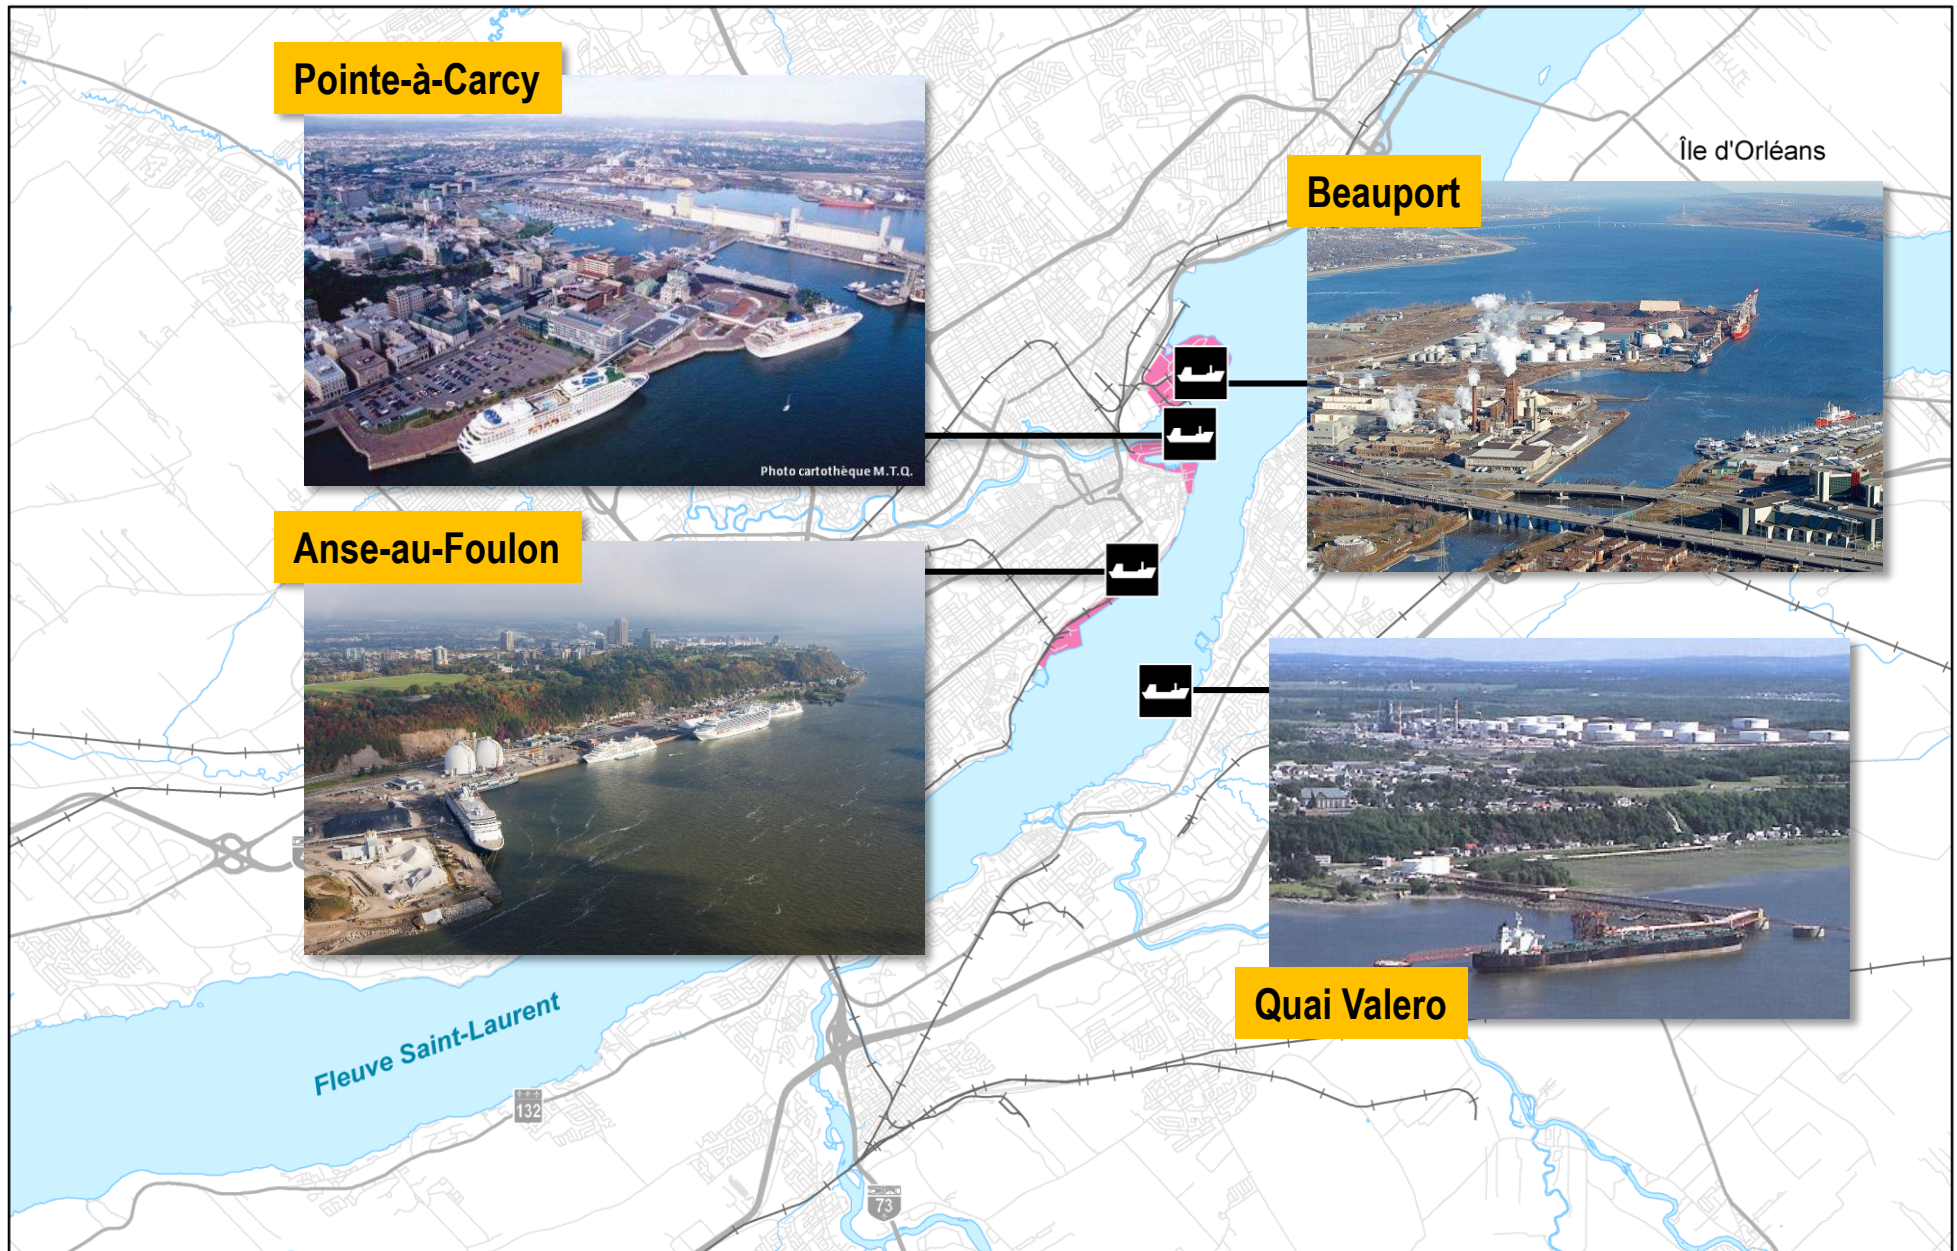 Pointe-à-Carcy
Île d'Orléans
Beauport
Photo cartothèque M.T.Q.
Anse-au-Foulon
Quai Valero
Fleuve Saint-Laurent
132
73